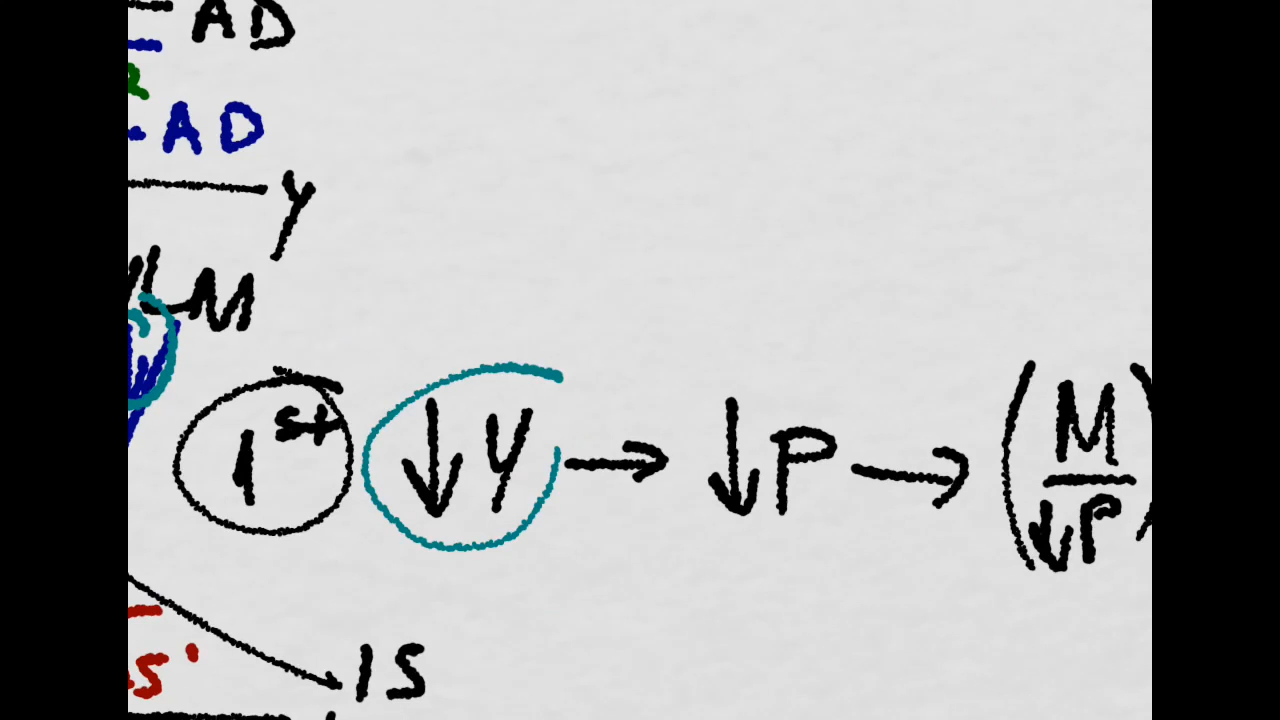 AD
AD
Y
LM
1st ↓Y → ↓P → (M/↓P)
IS
S'